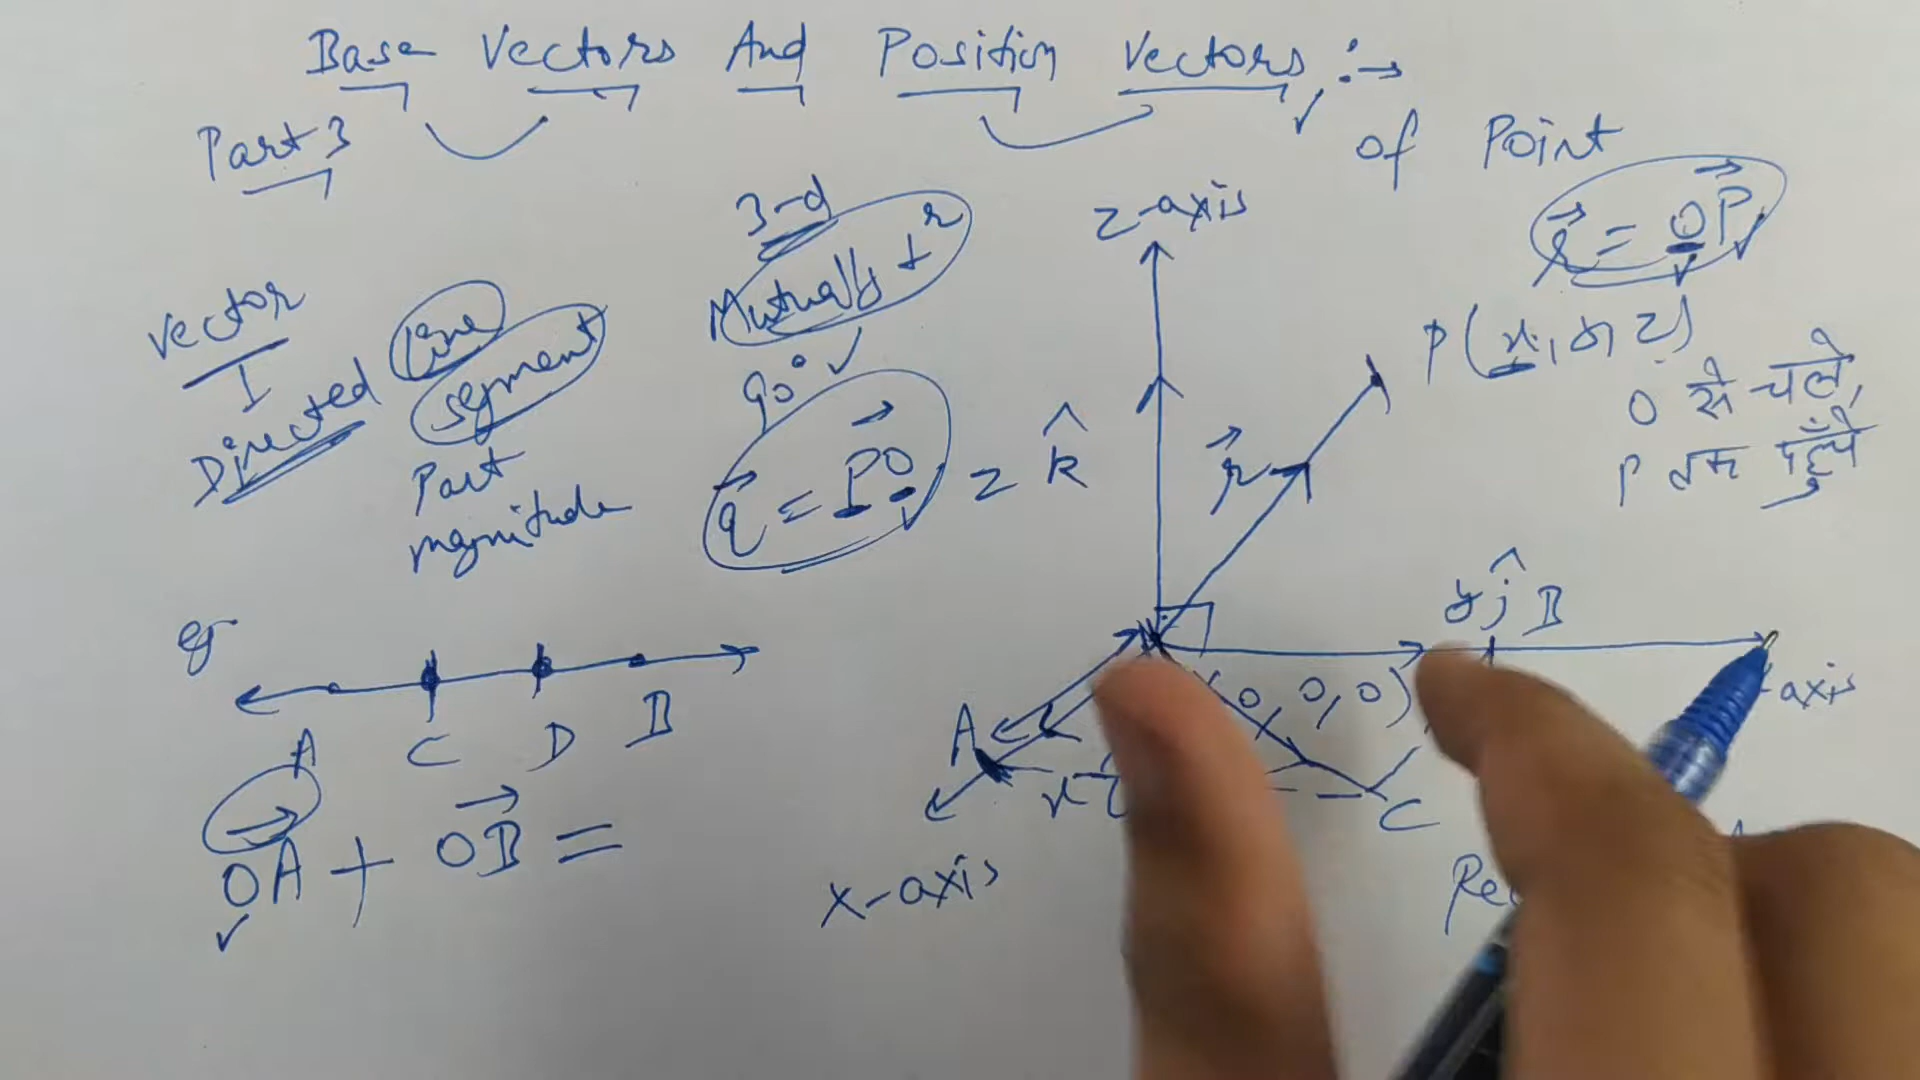 Base Vectors And Position Vectors :→
Part 3
of Point
3-d
z-axis
r⃗ = OP⃗
Mutually ⊥r
vector
Directed
Line
segment
90° ✓
P(x, y, z)
O से चले,
P तक पहुँचे
Part
magnitude
q⃗ = PO⃗
z k̂
r⃗
y ĵ B
eg
A C D B
(0, 0, 0)
axis
A
x
C
OA⃗ + OB⃗ =
x-axis